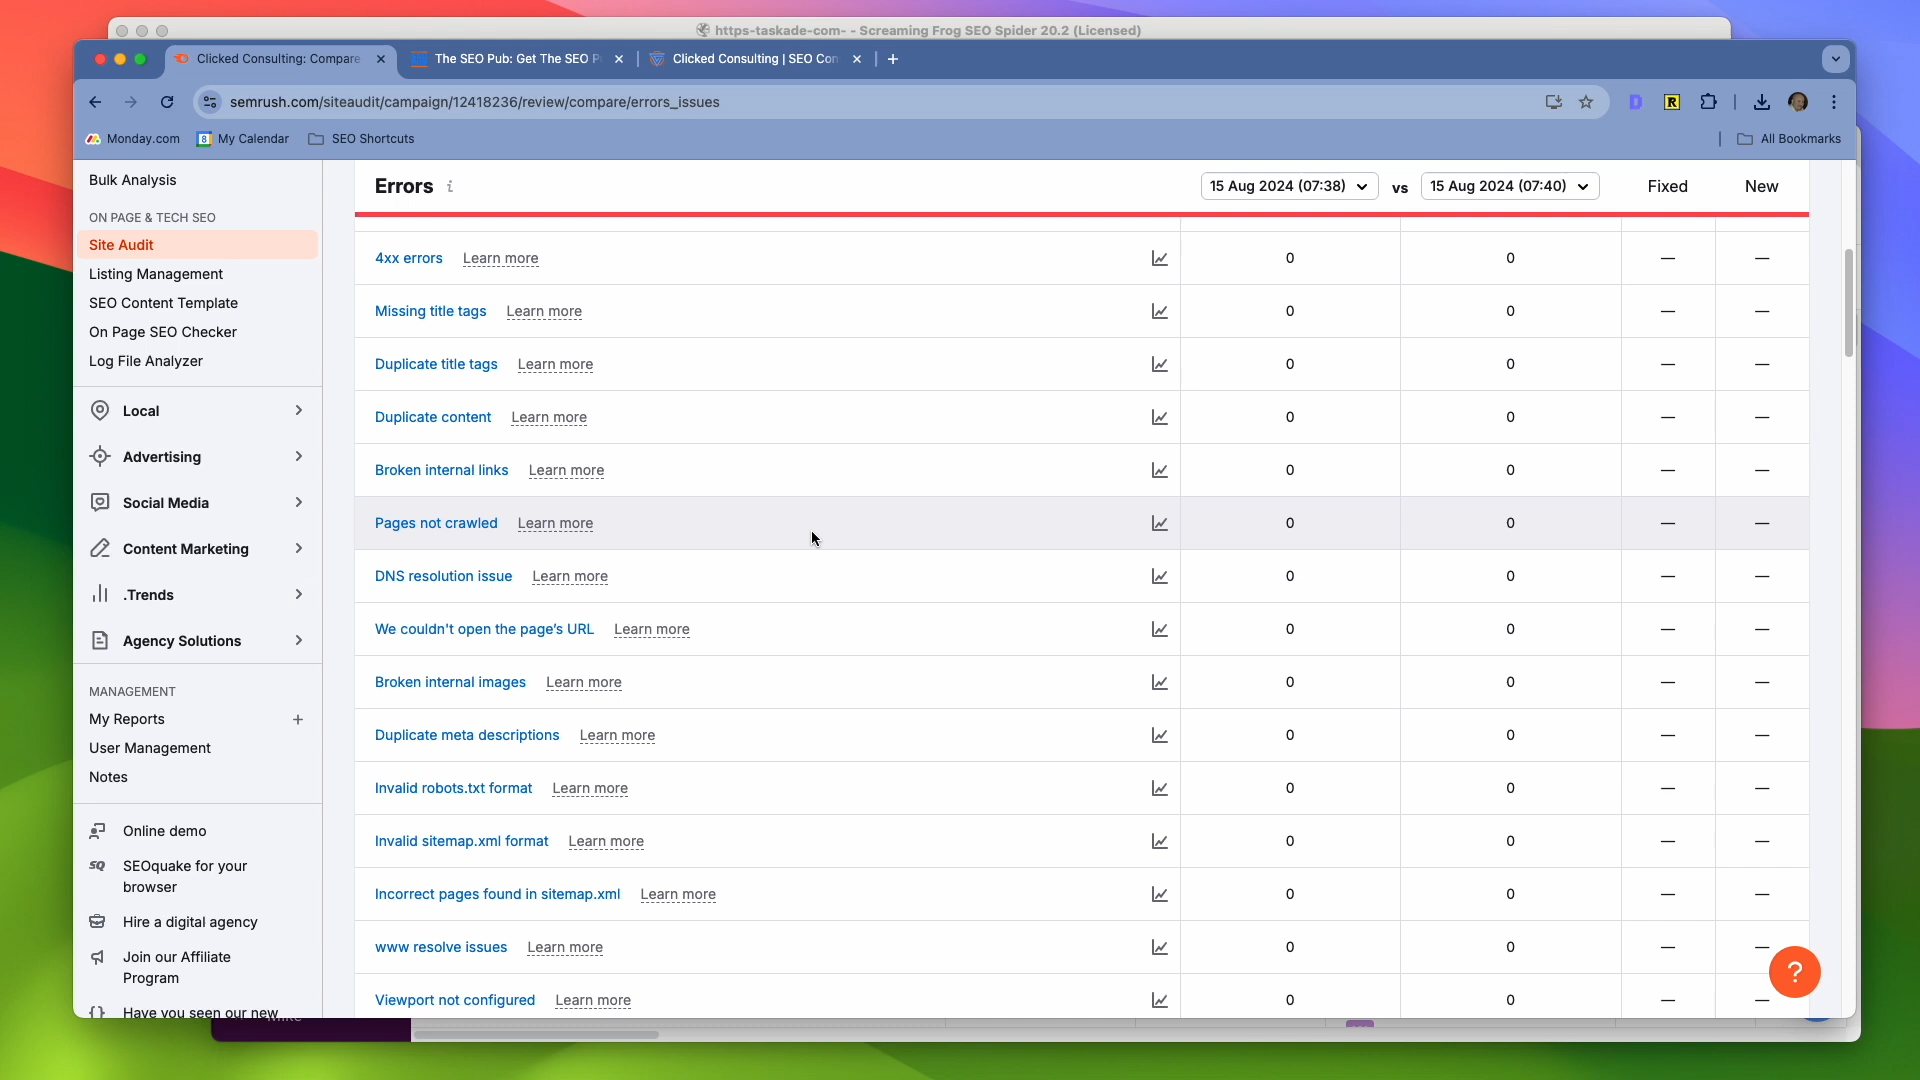 https-taskade-com- - Screaming Frog SEO Spider 20.2 (Licensed)
Clicked Consulting: Compare
The SEO Pub: Get The SEO P
Clicked Consulting | SEO Con
semrush.com/siteaudit/campaign/12418236/review/compare/errors_issues
Monday.com
My Calendar
SEO Shortcuts
All Bookmarks
Bulk Analysis
ON PAGE & TECH SEO
Site Audit
Listing Management
SEO Content Template
On Page SEO Checker
Log File Analyzer
Local
Advertising
Social Media
Content Marketing
.Trends
Agency Solutions
MANAGEMENT
My Reports
User Management
Notes
Online demo
SEOquake for your
browser
Hire a digital agency
Join our Affiliate
Program
Have you seen our new
Errors
15 Aug 2024 (07:38) vs 15 Aug 2024 (07:40) Fixed New
4xx errors Learn more 0 0 — —
Missing title tags Learn more 0 0 — —
Duplicate title tags Learn more 0 0 — —
Duplicate content Learn more 0 0 — —
Broken internal links Learn more 0 0 — —
Pages not crawled Learn more 0 0 — —
DNS resolution issue Learn more 0 0 — —
We couldn't open the page’s URL Learn more 0 0 — —
Broken internal images Learn more 0 0 — —
Duplicate meta descriptions Learn more 0 0 — —
Invalid robots.txt format Learn more 0 0 — —
Invalid sitemap.xml format Learn more 0 0 — —
Incorrect pages found in sitemap.xml Learn more 0 0 — —
www resolve issues Learn more 0 0 — —
Viewport not configured Learn more 0 0 — —
?